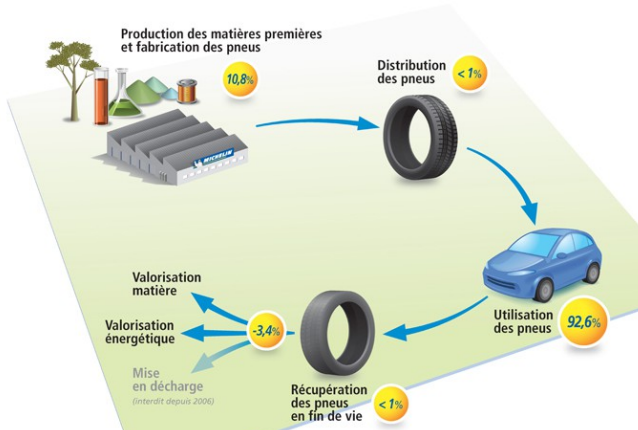 Production des matières premières
et fabrication des pneus
10,8%
MICHELIN
Distribution
des pneus
< 1%
Utilisation
des pneus
92,6%
Récupération
des pneus
en fin de vie
< 1%
-3,4%
Valorisation
matière
Valorisation
énergétique
Mise
en décharge
(interdit depuis 2006)